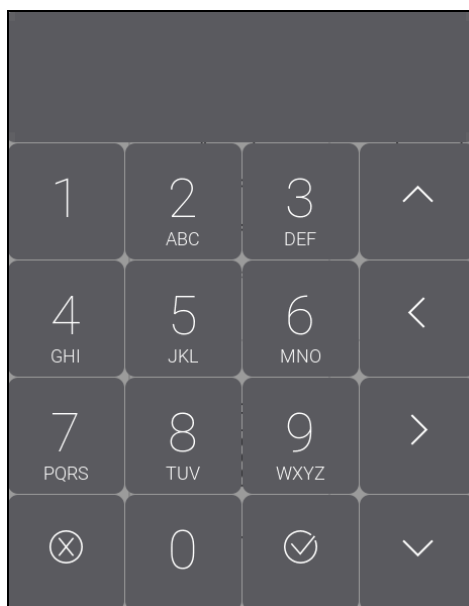 1 2 3
ABC DEF
4 5 6
GHI JKL MNO
7 8 9
PQRS TUV WXYZ
0